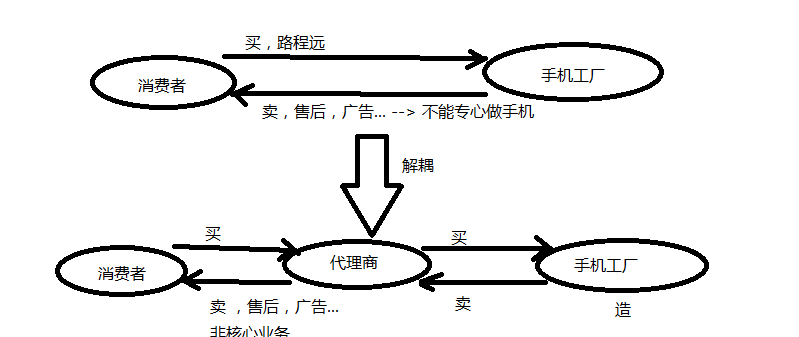 买，路程远
消费者
手机工厂
卖，售后，广告... --> 不能专心做手机
解耦
买
买
消费者
代理商
手机工厂
卖 ，售后，广告...
卖
造
非核心业务